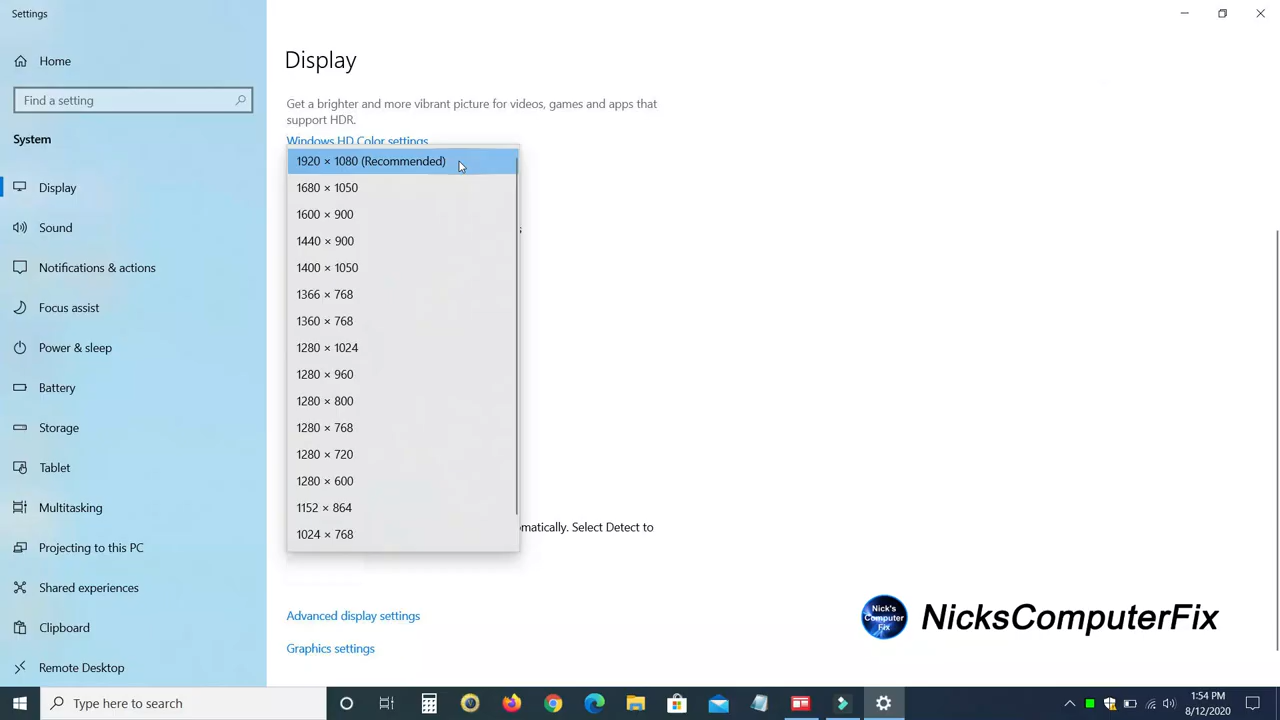 Settings
Home
Find a setting
System
Display
Sound
Notifications & actions
Focus assist
Power & sleep
Battery
Storage
Tablet
Multitasking
Projecting to this PC
Shared experiences
Clipboard
Remote Desktop
Display
Get a brighter and more vibrant picture for videos, games and apps that
support HDR.
Windows HD Color settings
1920 × 1080 (Recommended)
1680 × 1050
1600 × 900
1440 × 900
1400 × 1050
1366 × 768
1360 × 768
1280 × 1024
1280 × 960
1280 × 800
1280 × 768
1280 × 720
1280 × 600
1152 × 864
1024 × 768
s
omatically. Select Detect to
Advanced display settings
Graphics settings
Nick's
Computer
Fix
NicksComputerFix
Type here to search
1:54 PM
8/12/2020